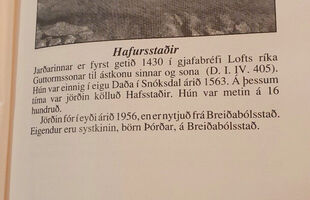 Hafursstaðir
Jarðarinnar er fyrst getið 1430 í gjafabréfi Lofts ríka
Guttormssonar til ástkonu sinnar og sona (D. I. IV. 405).
Hún var einnig í eigu Daða í Snóksdal árið 1563. Á þessum
tíma var jörðin kölluð Hafsstaðir. Hún var metin á 16
hundruð.
Jörðin fór í eyði árið 1956, en er nytjuð frá Breiðabólsstað.
Eigendur eru systkinin, börn Þórðar, á Breiðabólsstað.